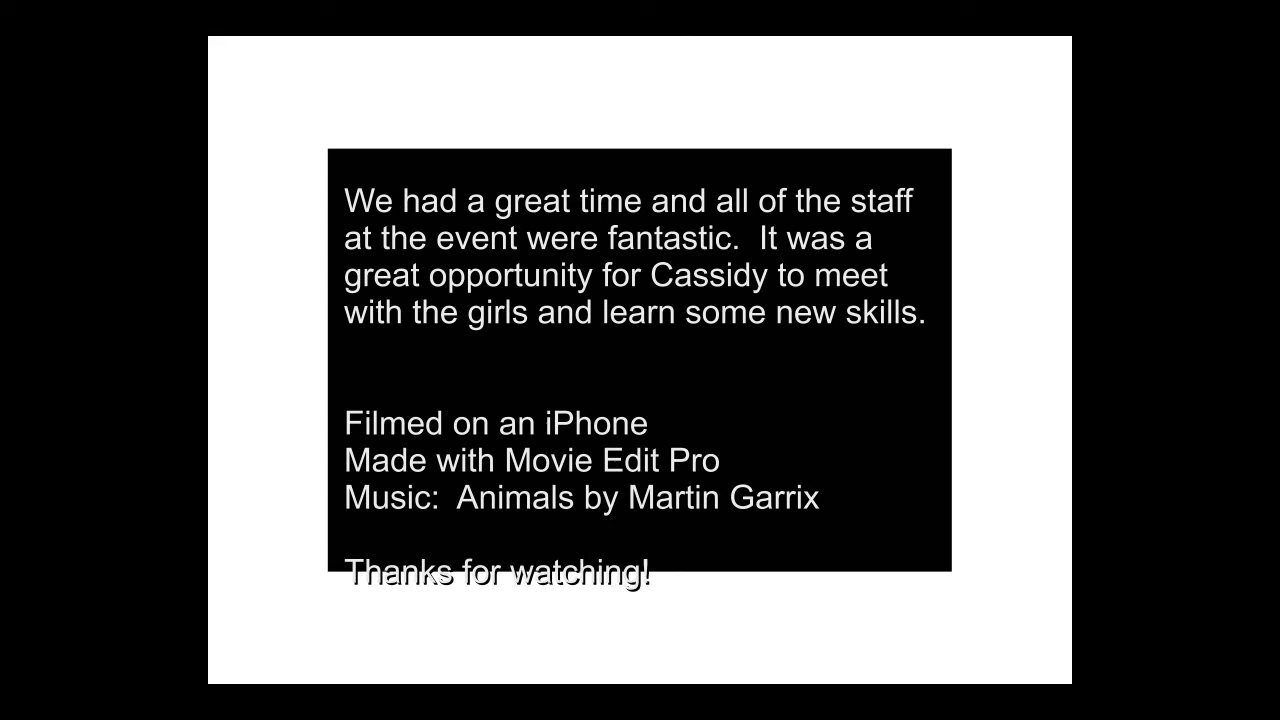 We had a great time and all of the staff
at the event were fantastic.  It was a
great opportunity for Cassidy to meet
with the girls and learn some new skills.
Filmed on an iPhone
Made with Movie Edit Pro
Music:  Animals by Martin Garrix
Thanks for watching!